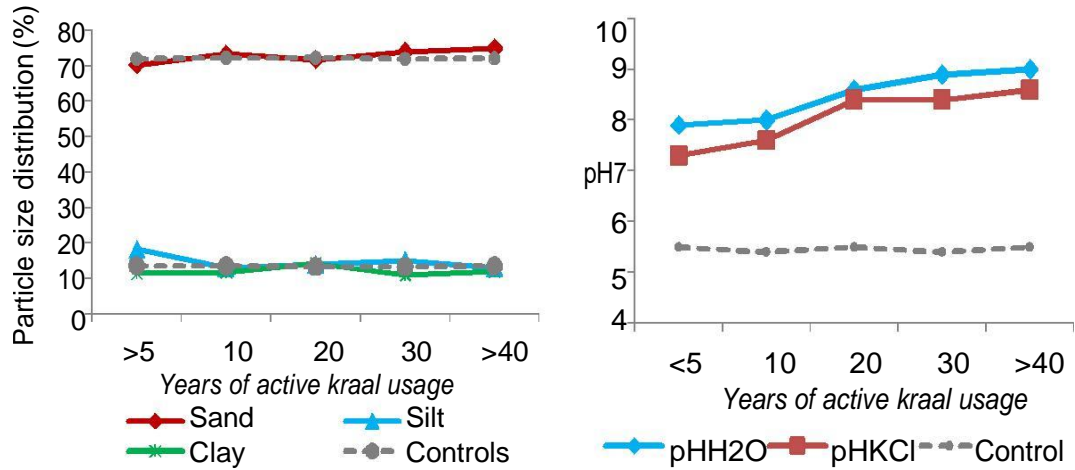 Particle size distribution (%)
80
70
60
50
40
30
20
10
0
>5 10 20 30 >40
Years of active kraal usage
Sand Silt
Clay Controls
10
9
8
pH7
6
5
4
<5 10 20 30 >40
Years of active kraal usage
pHH2O pHKCl Control